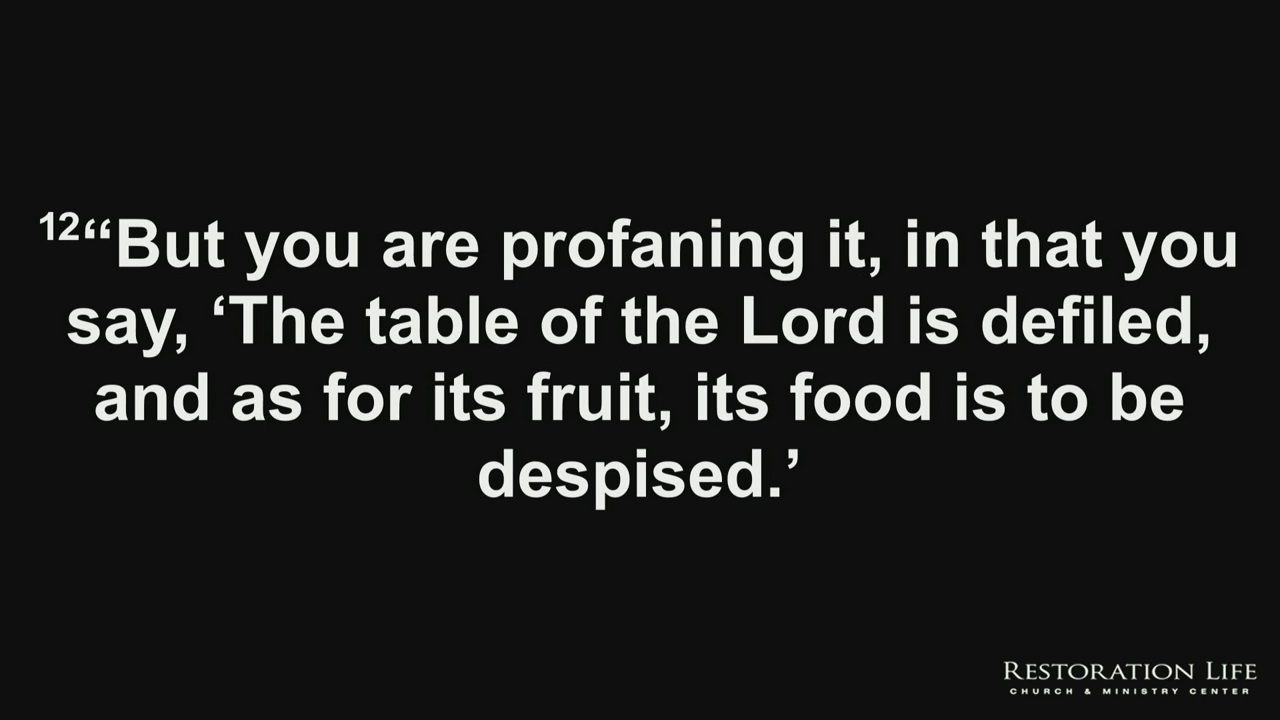 ¹²“But you are profaning it, in that you
say, ‘The table of the Lord is defiled,
and as for its fruit, its food is to be
despised.’
RESTORATION LIFE
CHURCH & MINISTRY CENTER